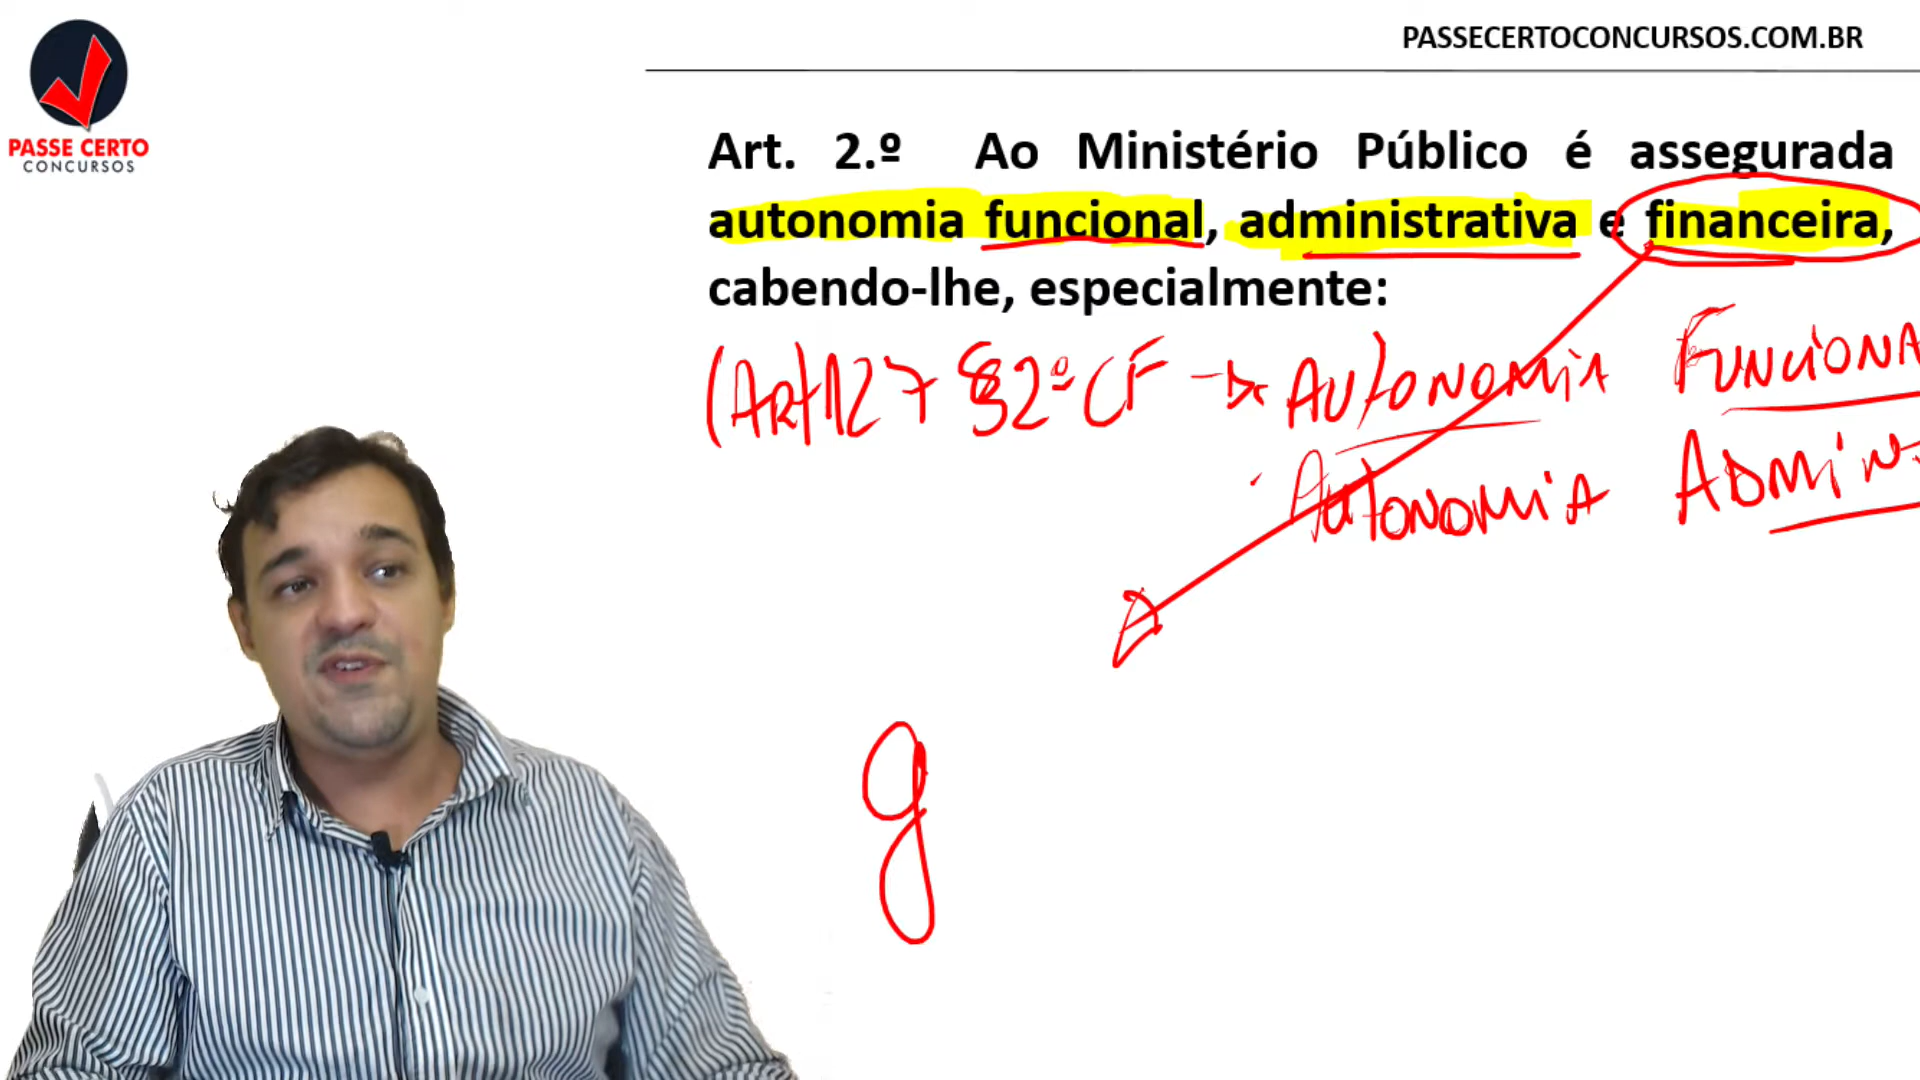 PASSECERTOCONCURSOS.COM.BR
PASSE CERTO
CONCURSOS
Art. 2.º Ao Ministério Público é assegurada
autonomia funcional, administrativa e financeira,
cabendo-lhe, especialmente:
(Art 127 §2º CF → AUTONOMIA FUNCIONA
AUTONOMIA ADMINI
g